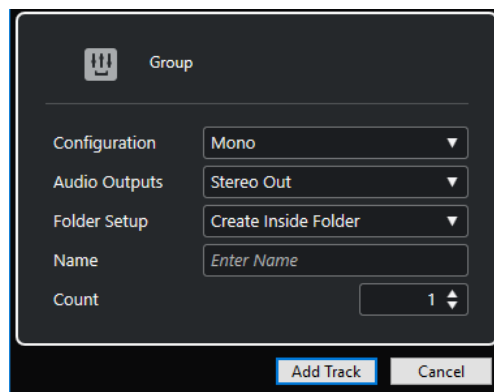 Group
Configuration Mono
Audio Outputs Stereo Out
Folder Setup Create Inside Folder
Name Enter Name
Count 1
Add Track Cancel